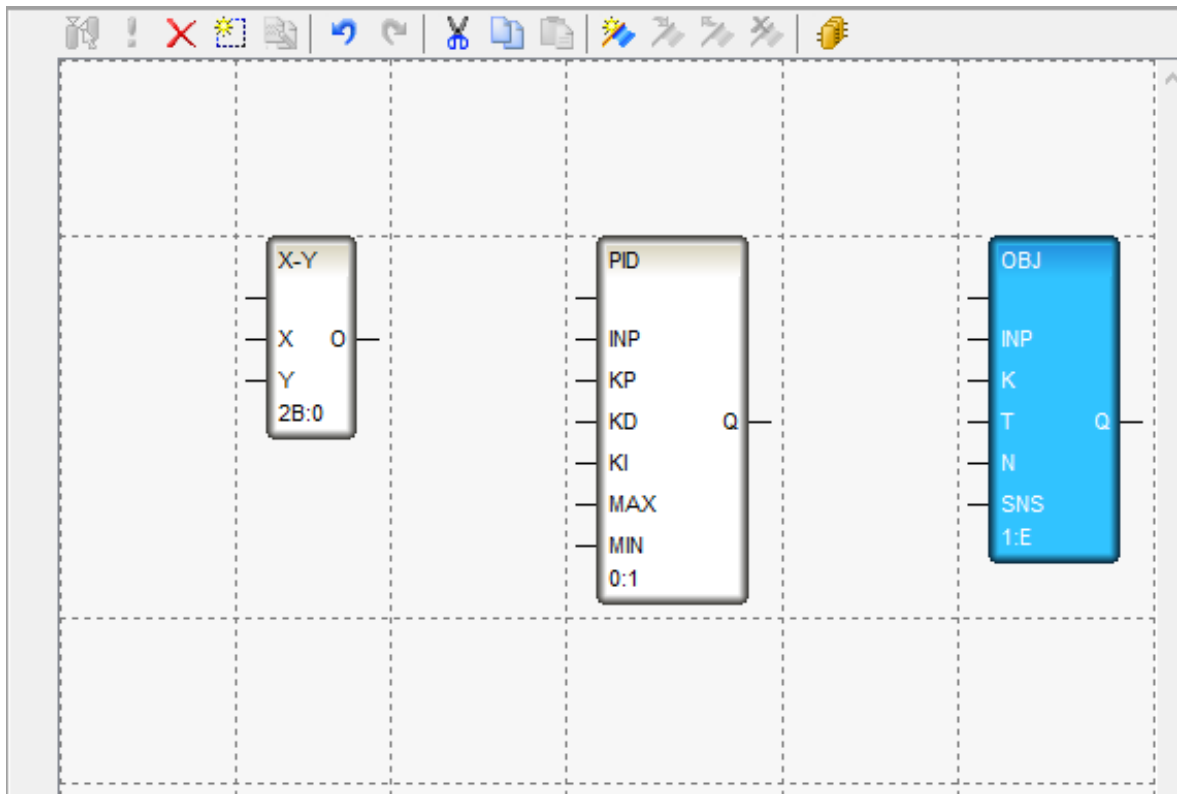 X-Y
X O
Y
2B:0
PID
INP
KP
KD Q
KI
MAX
MIN
0:1
OBJ
INP
K
T Q
N
SNS
1:E